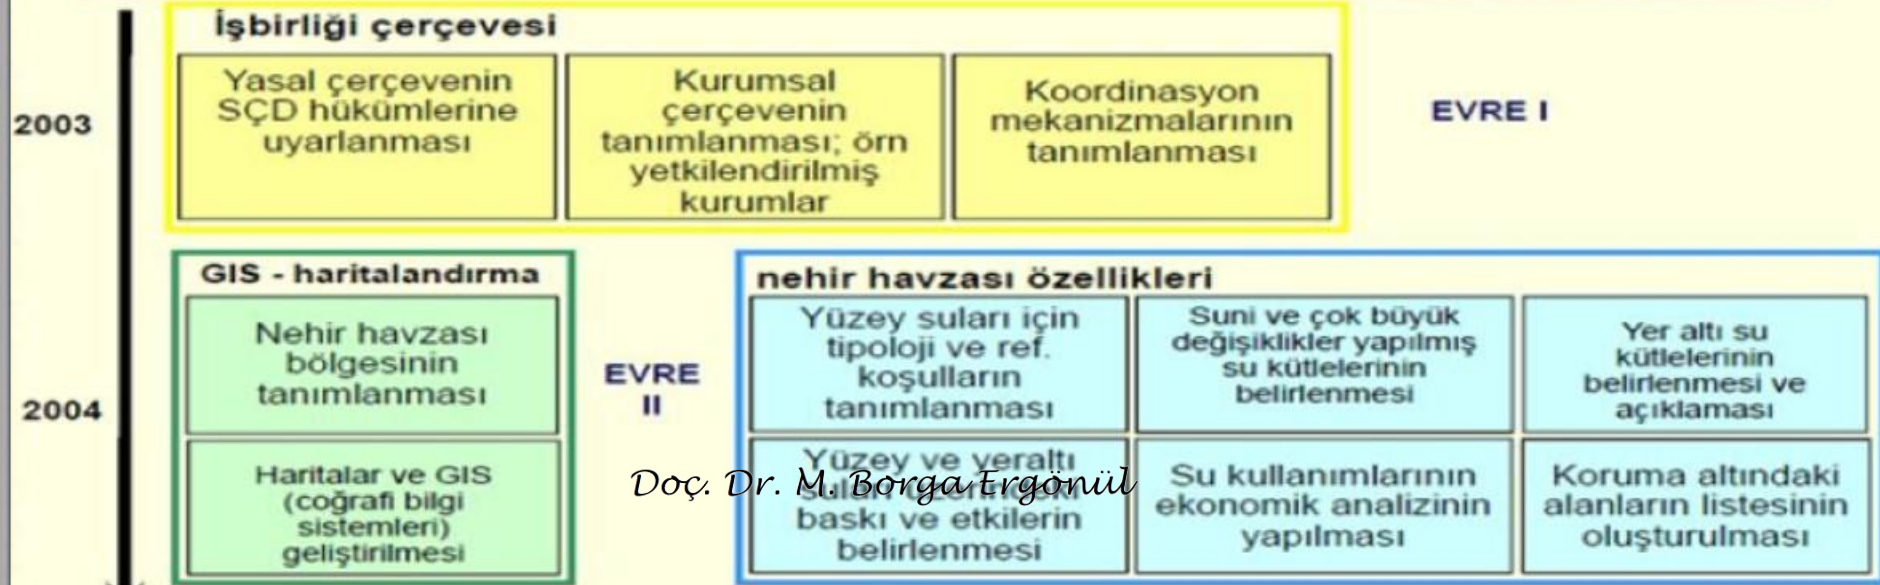 İşbirliği çerçevesi
2003
Yasal çerçevenin
SÇD hükümlerine
uyarlanması
Kurumsal
çerçevenin
tanımlanması; örn
yetkilendirilmiş
kurumlar
Koordinasyon
mekanizmalarının
tanımlanması
EVRE I
2004
GIS - haritalandırma
Nehir havzası
bölgesinin
tanımlanması
Haritalar ve GIS
(coğrafi bilgi
sistemleri)
geliştirilmesi
EVRE
II
nehir havzası özellikleri
Yüzey suları için
tipoloji ve ref.
koşulların
tanımlanması
Suni ve çok büyük
değişiklikler yapılmış
su kütlelerinin
belirlenmesi
Yer altı su
kütlelerinin
belirlenmesi ve
açıklaması
Yüzey ve yeraltı
baskı ve etkilerin
belirlenmesi
Su kullanımlarının
ekonomik analizinin
yapılması
Koruma altındaki
alanların listesinin
oluşturulması
Doç. Dr. M. Borga Ergönül